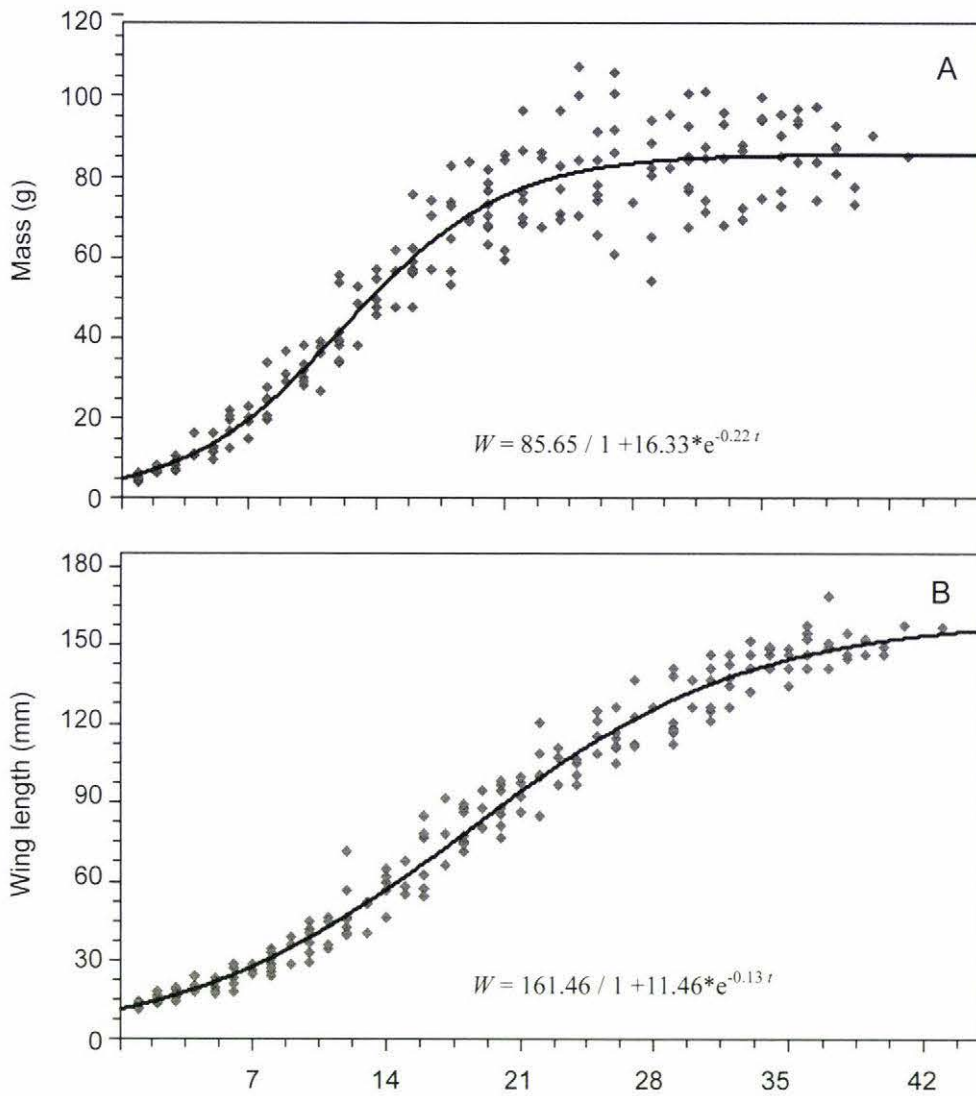 120
A
100
80
60
40
20
0
Mass (g)
W = 85.65 / 1 +16.33*e-0.22 t
180
B
150
120
90
60
30
0
Wing length (mm)
W = 161.46 / 1 +11.46*e-0.13 t
7 14 21 28 35 42